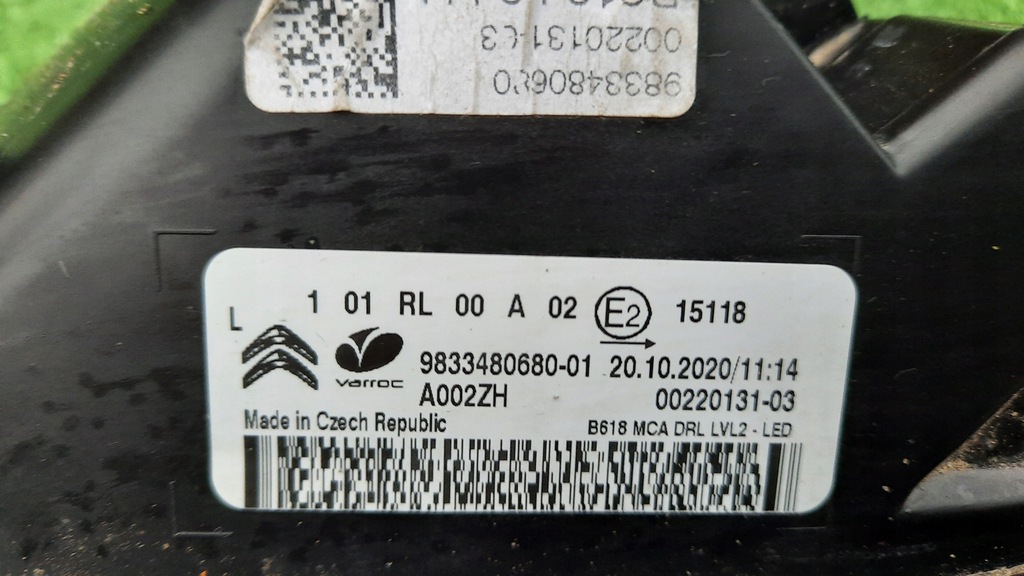 00220131-03
L 1 01 RL 00 A 02 E2 15118
varroc
9833480680-01 20.10.2020/11:14
A002ZH 00220131-03
Made in Czech Republic B618 MCA DRL LVL2 - LED